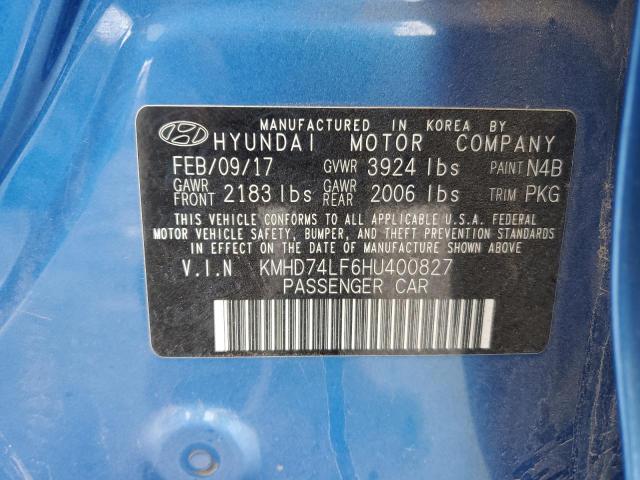 MANUFACTURED IN KOREA BY
HYUNDAI MOTOR COMPANY
FEB/09/17 GVWR 3924 lbs PAINT N4B
GAWR FRONT 2183 lbs GAWR REAR 2006 lbs TRIM PKG
THIS VEHICLE CONFORMS TO ALL APPLICABLE U.S.A. FEDERAL
MOTOR VEHICLE SAFETY, BUMPER, AND THEFT PREVENTION STANDARDS
IN EFFECT ON THE DATE OF MANUFACTURE SHOWN ABOVE.
V.I.N KMHD74LF6HU400827
PASSENGER CAR